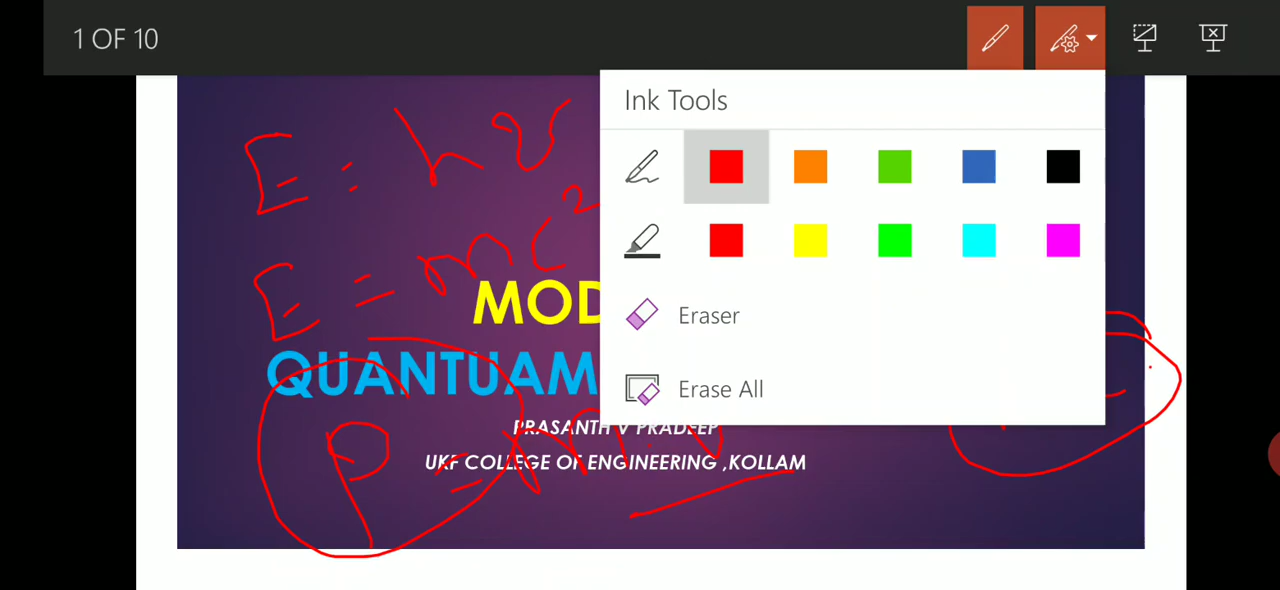 1 OF 10
Ink Tools
E = hν
E = mc²
MOD
Eraser
QUANTUAM
Erase All
PRASANTH V PRADEEP
P = m.v
UKF COLLEGE OF ENGINEERING ,KOLLAM